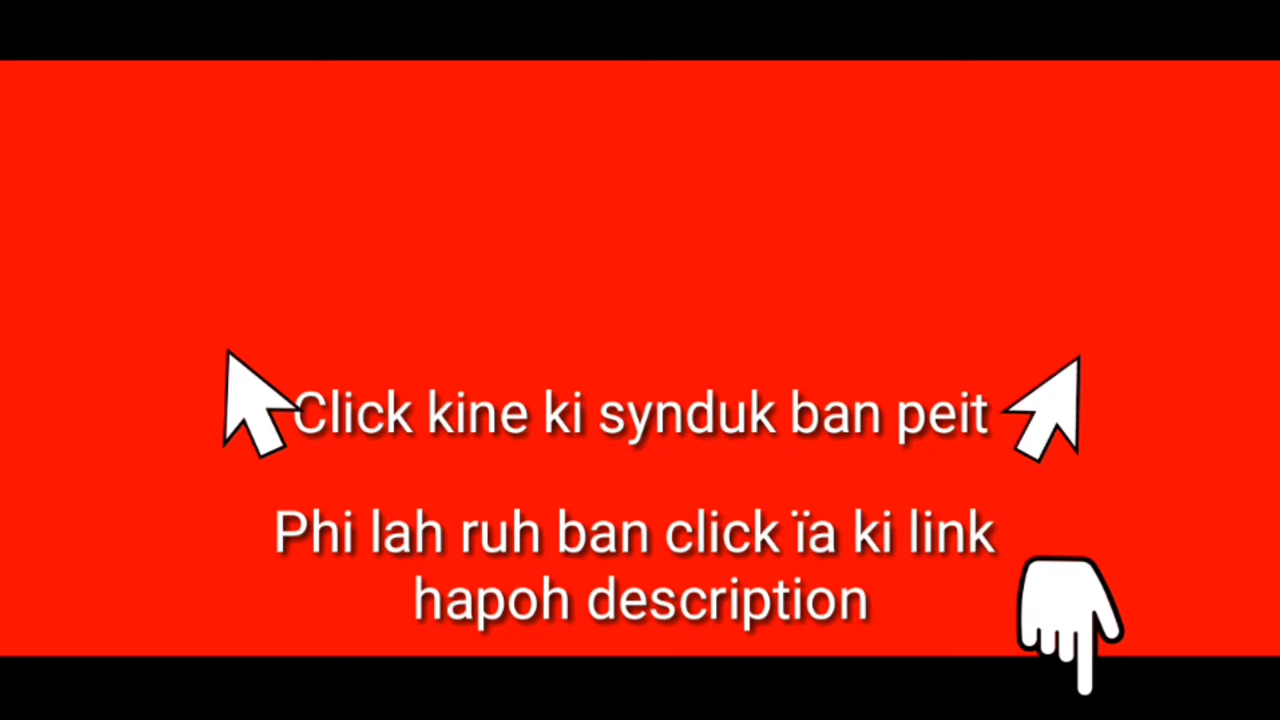 Click kine ki synduk ban peit
Phi lah ruh ban click ïa ki link
hapoh description